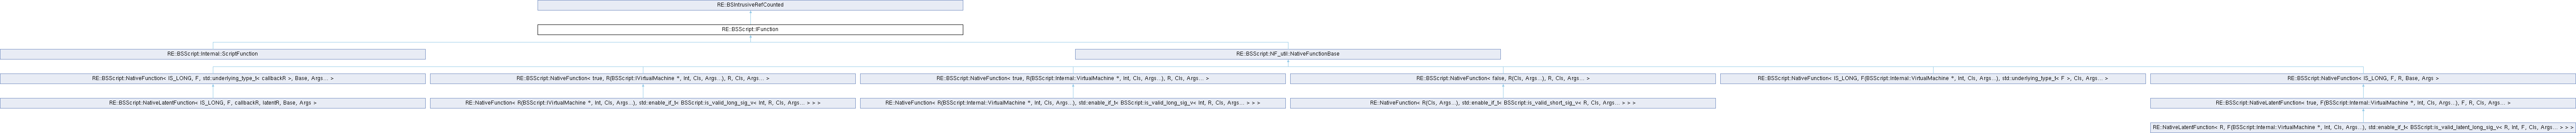 RE::BSIntrusiveRefCounted
RE::BSScript::IFunction
RE::BSScript::Internal::ScriptFunction
RE::BSScript::NF_util::NativeFunctionBase
RE::BSScript::NativeFunction< IS_LONG, F, std::underlying_type_t< callbackR >, Base, Args... >
RE::BSScript::NativeFunction< true, R(BSScript::IVirtualMachine *, Int, Cls, Args...), R, Cls, Args... >
RE::BSScript::NativeFunction< true, R(BSScript::Internal::VirtualMachine *, Int, Cls, Args...), R, Cls, Args... >
RE::BSScript::NativeFunction< false, R(Cls, Args...), R, Cls, Args... >
RE::BSScript::NativeFunction< IS_LONG, F(BSScript::Internal::VirtualMachine *, Int, Cls, Args...), std::underlying_type_t< F >, Cls, Args... >
RE::BSScript::NativeFunction< IS_LONG, F, R, Base, Args >
RE::BSScript::NativeLatentFunction< IS_LONG, F, callbackR, latentR, Base, Args >
RE::NativeFunction< R(BSScript::IVirtualMachine *, Int, Cls, Args...), std::enable_if_t< BSScript::is_valid_long_sig_v< Int, R, Cls, Args... > > >
RE::NativeFunction< R(BSScript::Internal::VirtualMachine *, Int, Cls, Args...), std::enable_if_t< BSScript::is_valid_long_sig_v< Int, R, Cls, Args... > > >
RE::NativeFunction< R(Cls, Args...), std::enable_if_t< BSScript::is_valid_short_sig_v< R, Cls, Args... > > >
RE::BSScript::NativeLatentFunction< true, F(BSScript::Internal::VirtualMachine *, Int, Cls, Args...), F, R, Cls, Args... >
RE::NativeLatentFunction< R, F(BSScript::Internal::VirtualMachine *, Int, Cls, Args...), std::enable_if_t< BSScript::is_valid_latent_long_sig_v< R, Int, F, Cls, Args... > > >